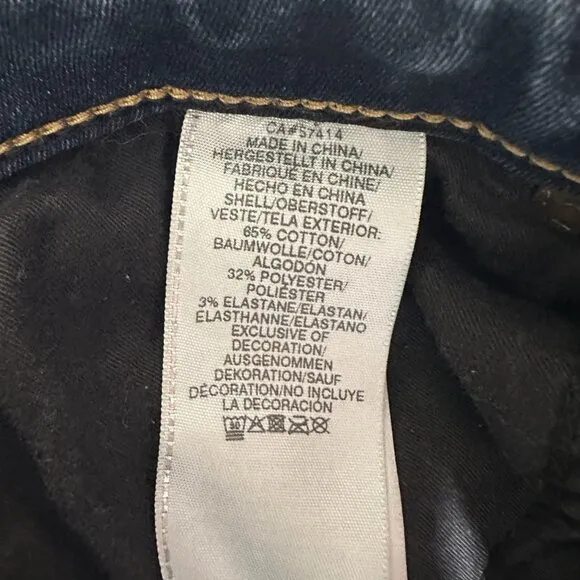 CA#57414
MADE IN CHINA/
HERGESTELLT IN CHINA/
FABRIQUÉ EN CHINE/
HECHO EN CHINA
SHELL/OBERSTOFF/
VESTE/TELA EXTERIOR:
65% COTTON/
BAUMWOLLE/COTON/
ALGODÓN
32% POLYESTER/
POLIÉSTER
3% ELASTANE/ELASTAN/
ELASTHANNE/ELASTANO
EXCLUSIVE OF
DECORATION/
AUSGENOMMEN
DEKORATION/SAUF
DÉCORATION/NO INCLUYE
LA DECORACIÓN
30